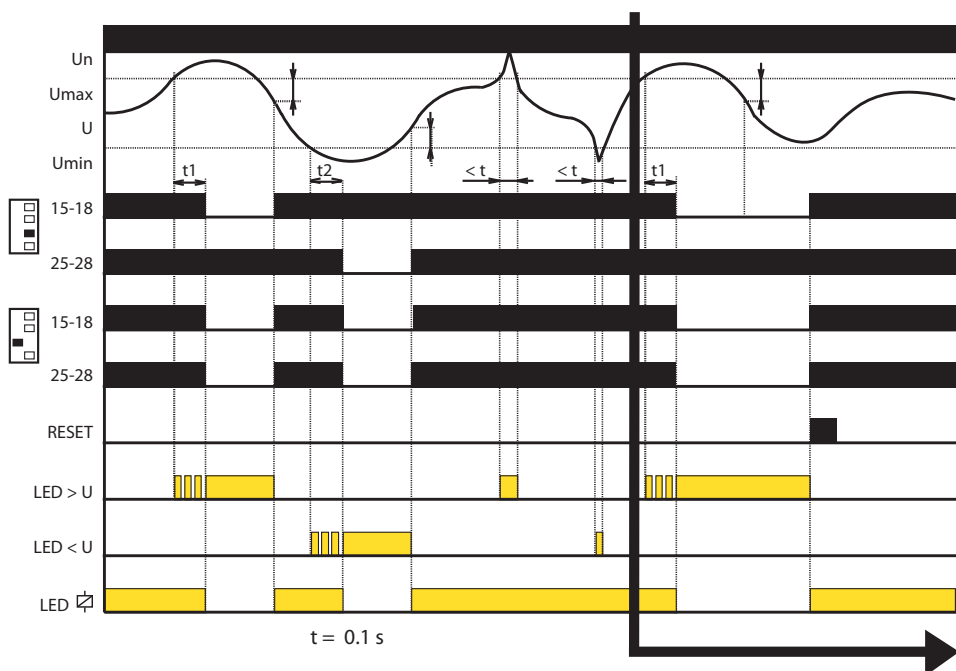 Un
Umax
U
Umin
t1
t2
< t
< t
t1
15-18
25-28
15-18
25-28
RESET
LED > U
LED < U
LED
t = 0.1 s